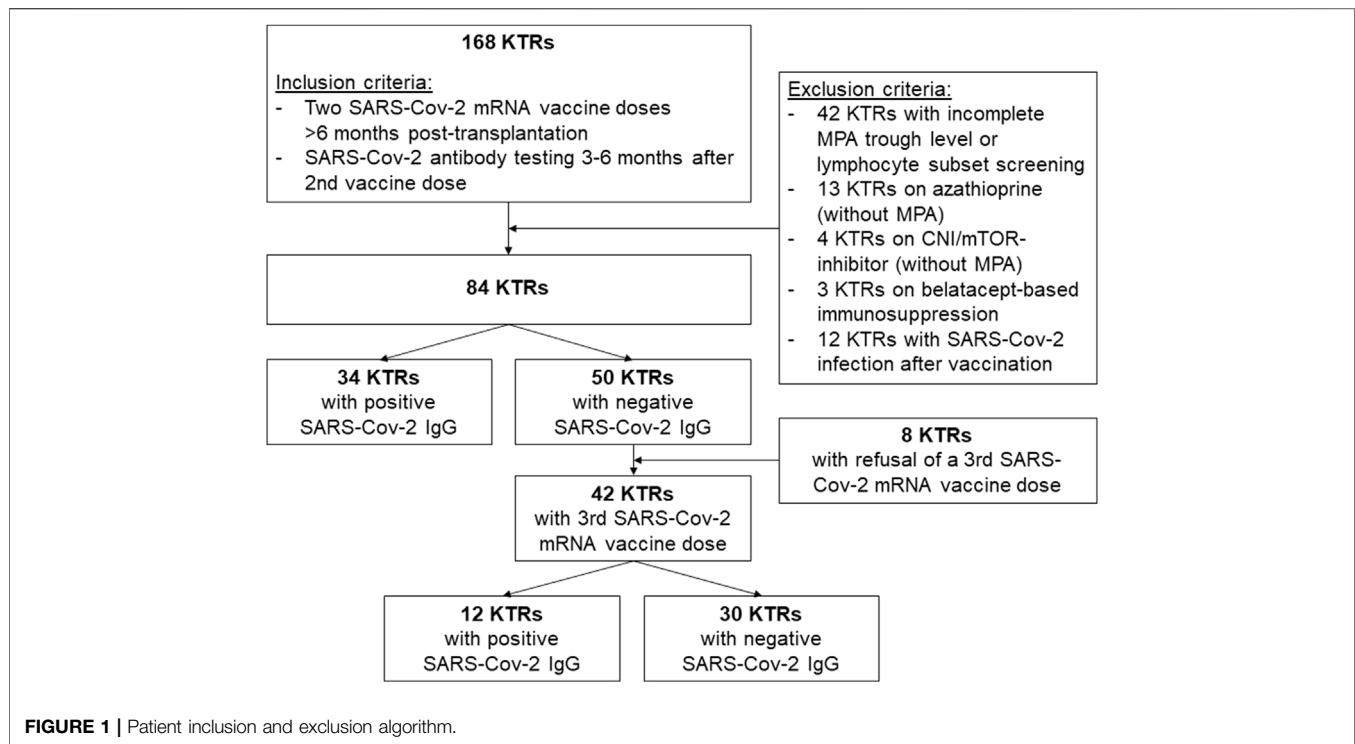 168 KTRs
Inclusion criteria:
- Two SARS-Cov-2 mRNA vaccine doses
>6 months post-transplantation
- SARS-Cov-2 antibody testing 3-6 months after
2nd vaccine dose
Exclusion criteria:
- 42 KTRs with incomplete
MPA trough level or
lymphocyte subset screening
- 13 KTRs on azathioprine
(without MPA)
- 4 KTRs on CNI/mTOR-
inhibitor (without MPA)
- 3 KTRs on belatacept-based
immunosuppression
- 12 KTRs with SARS-Cov-2
infection after vaccination
84 KTRs
34 KTRs
with positive
SARS-Cov-2 IgG
50 KTRs
with negative
SARS-Cov-2 IgG
8 KTRs
with refusal of a 3rd SARS-
Cov-2 mRNA vaccine dose
42 KTRs
with 3rd SARS-Cov-2
mRNA vaccine dose
12 KTRs
with positive
SARS-Cov-2 IgG
30 KTRs
with negative
SARS-Cov-2 IgG
FIGURE 1 | Patient inclusion and exclusion algorithm.